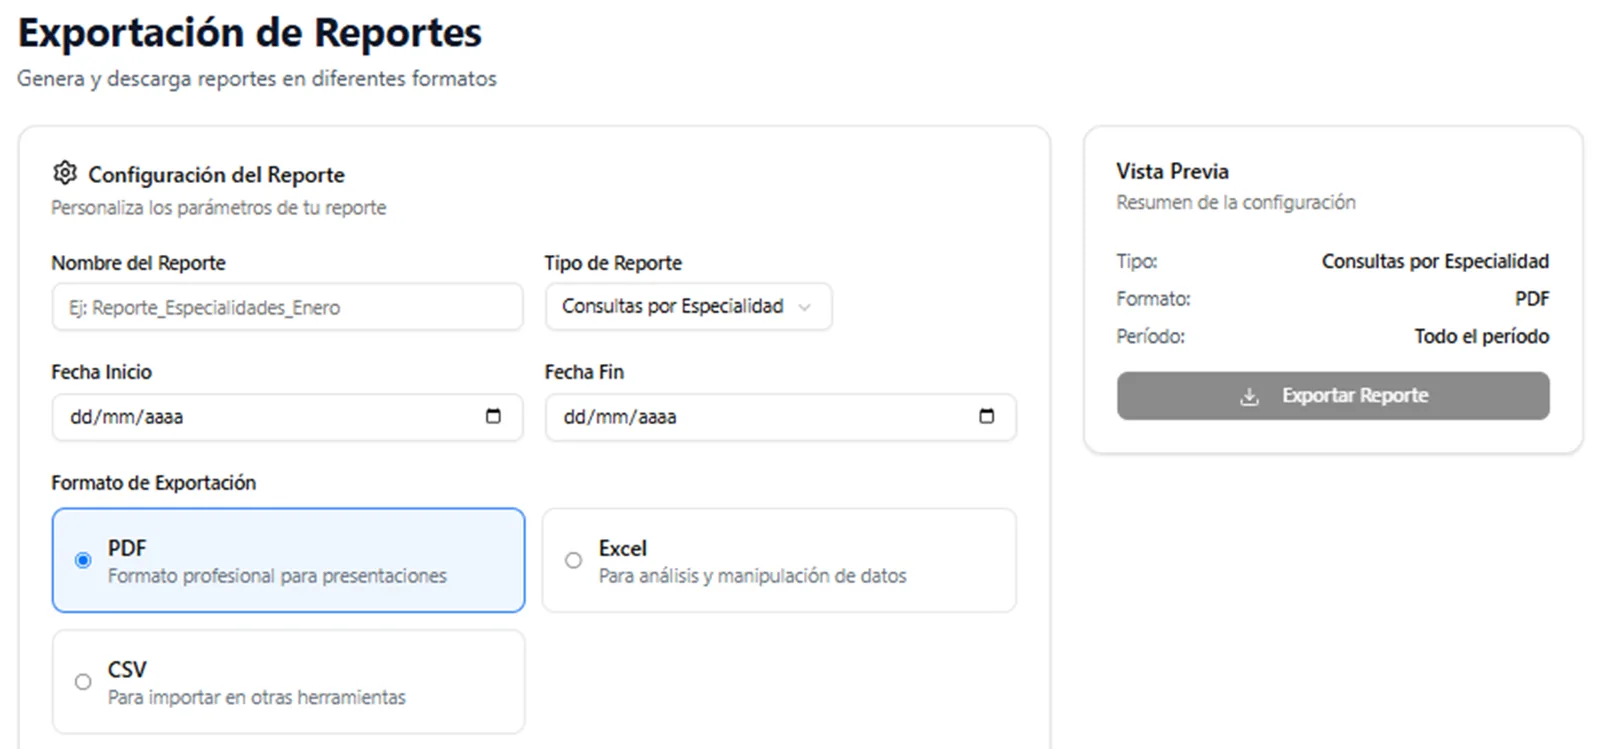 Exportación de Reportes
Genera y descarga reportes en diferentes formatos
Configuración del Reporte
Personaliza los parámetros de tu reporte
Nombre del Reporte
Ej: Reporte_Especialidades_Enero
Tipo de Reporte
Consultas por Especialidad
Fecha Inicio
dd/mm/aaaa
Fecha Fin
dd/mm/aaaa
Formato de Exportación
PDF
Formato profesional para presentaciones
Excel
Para análisis y manipulación de datos
CSV
Para importar en otras herramientas
Vista Previa
Resumen de la configuración
Tipo: Consultas por Especialidad
Formato: PDF
Período: Todo el período
Exportar Reporte